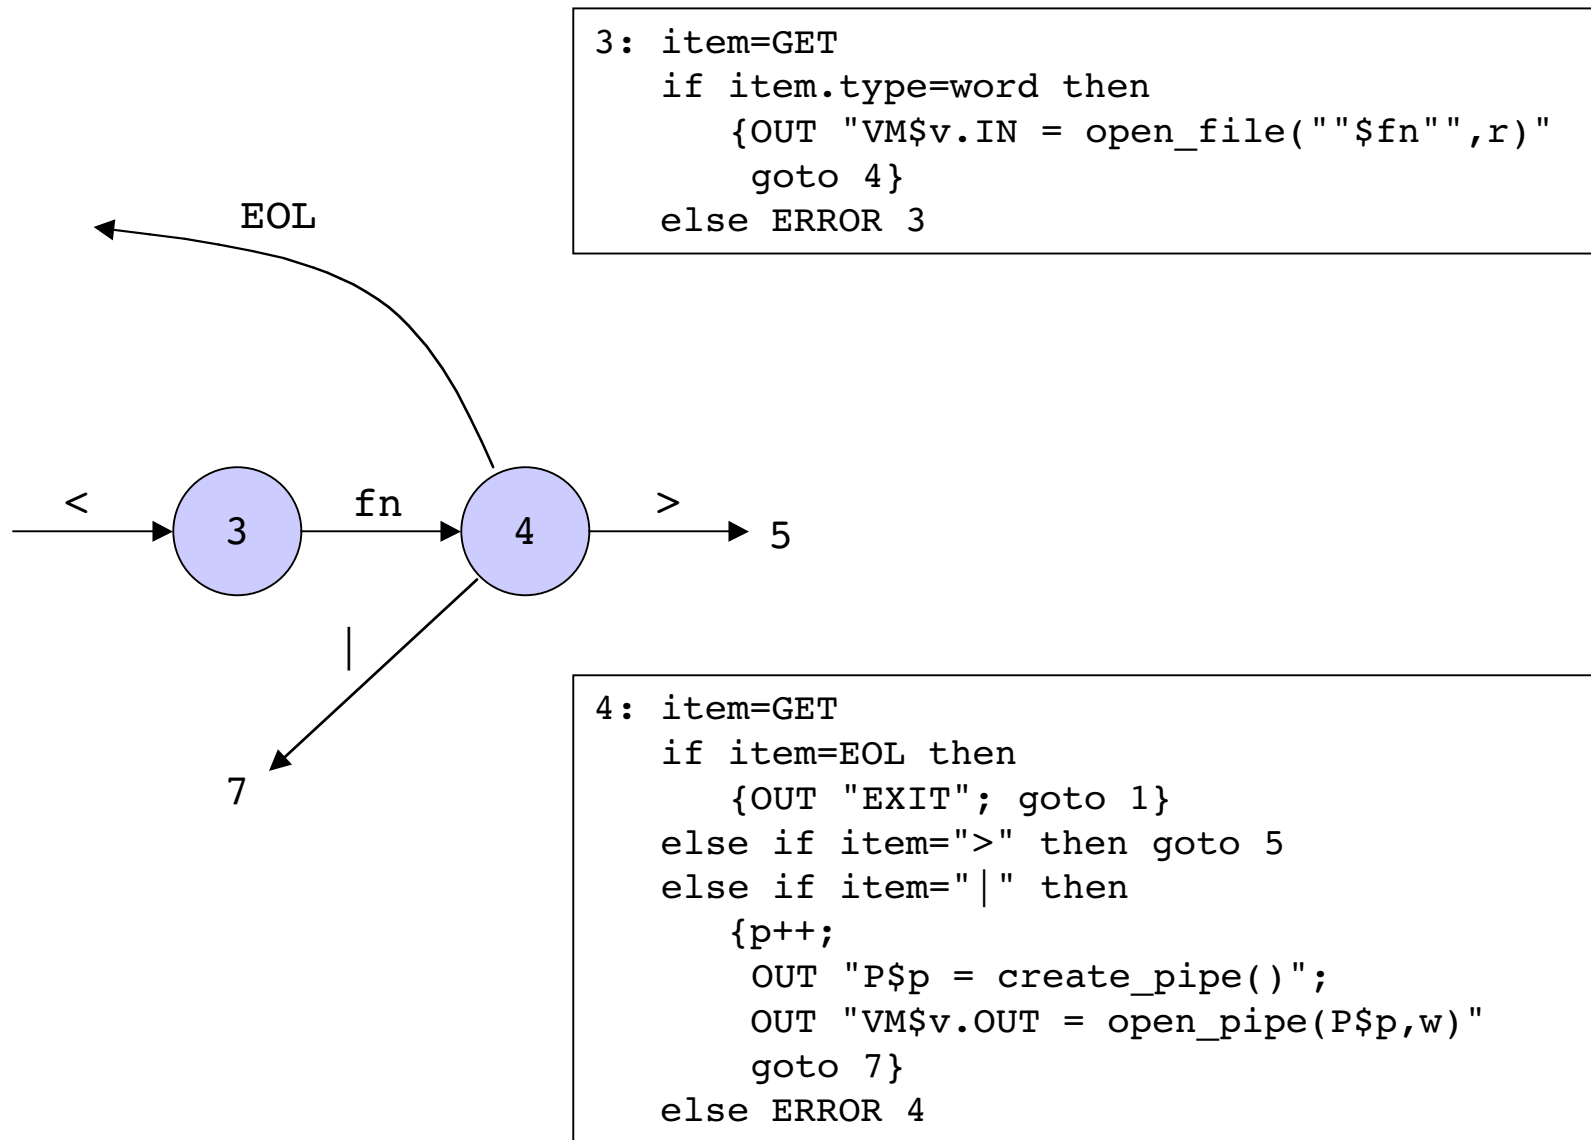 3: item=GET
if item.type=word then
{OUT "VM$v.IN = open_file(""$fn"",r)"
goto 4}
else ERROR 3
EOL
<
3
fn
4
>
5
|
7
4: item=GET
if item=EOL then
{OUT "EXIT"; goto 1}
else if item=">" then goto 5
else if item="|" then
{p++;
OUT "P$p = create_pipe()";
OUT "VM$v.OUT = open_pipe(P$p,w)"
goto 7}
else ERROR 4